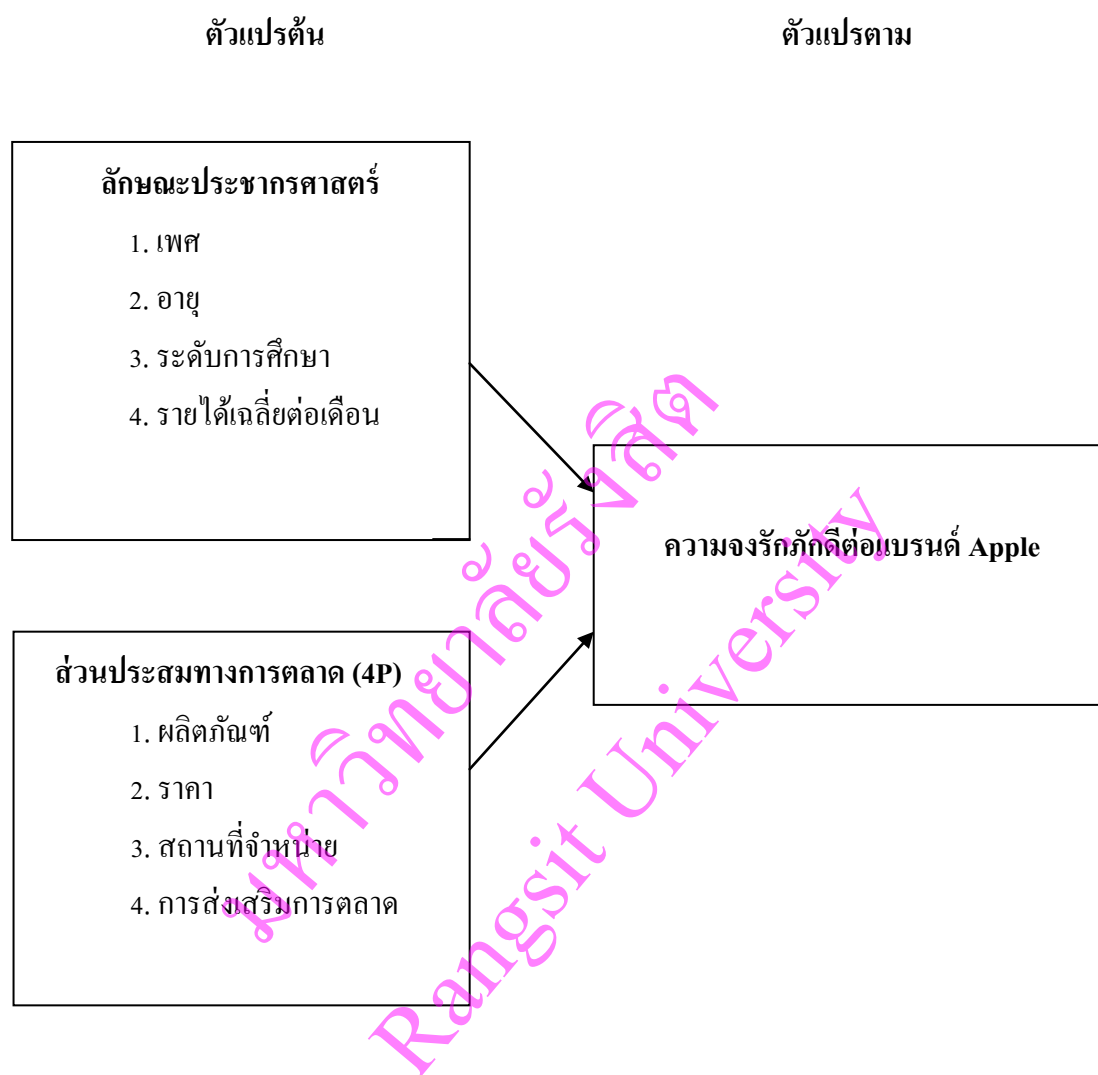 ตัวแปรต้น
ตัวแปรตาม
ลักษณะประชากรศาสตร์
1. เพศ
2. อายุ
3. ระดับการศึกษา
4. รายได้เฉลี่ยต่อเดือน
ความจงรักภักดีต่อแบรนด์ Apple
ส่วนประสมทางการตลาด (4P)
1. ผลิตภัณฑ์
2. ราคา
3. สถานที่จำหน่าย
4. การส่งเสริมการตลาด
มหาวิทยาลัยรังสิต
Rangsit University